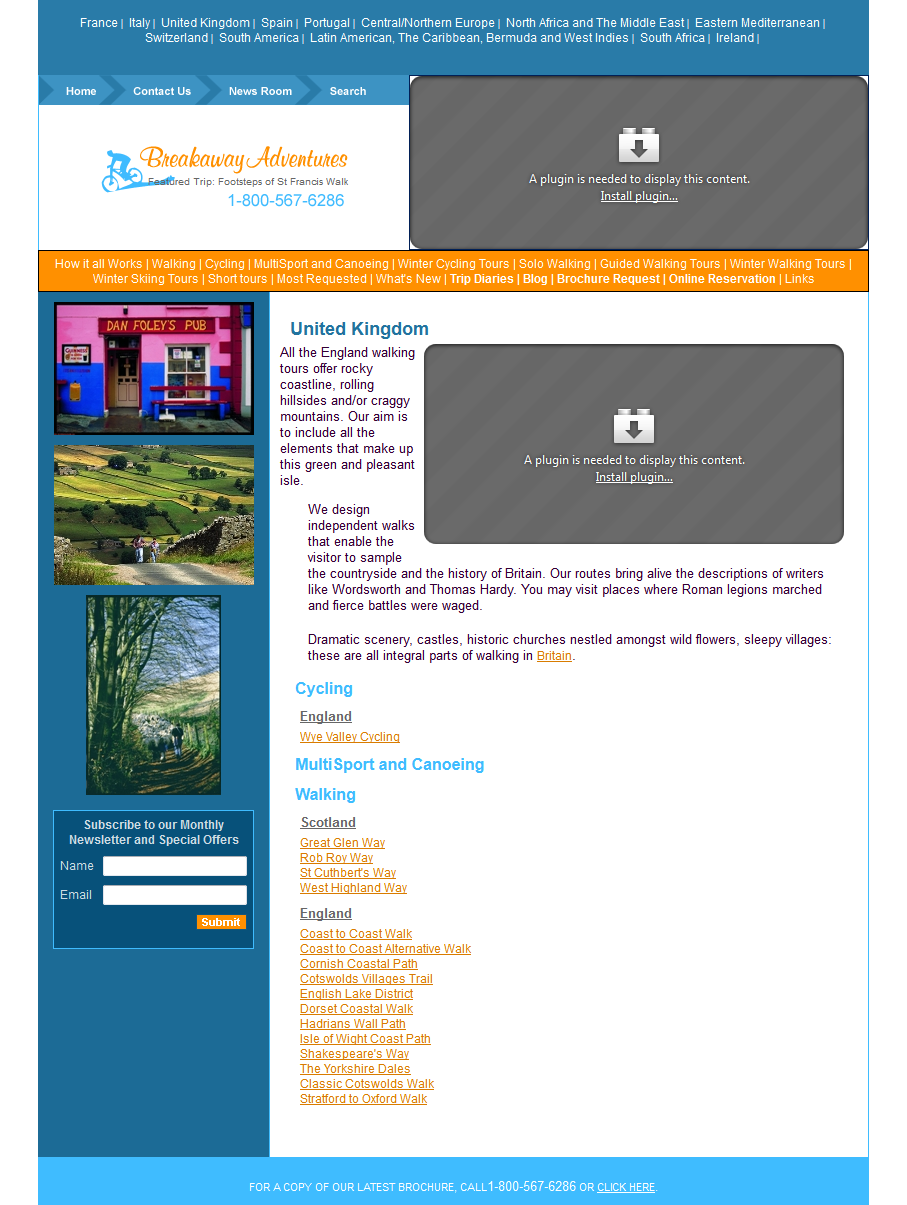 France | Italy | United Kingdom | Spain | Portugal | Central/Northern Europe | North Africa and The Middle East | Eastern Mediterranean |
Switzerland | South America | Latin American, The Caribbean, Bermuda and West Indies | South Africa | Ireland |
Home Contact Us News Room Search
A plugin is needed to display this content.
Install plugin...
Breakaway Adventures
Featured Trip: Footsteps of St Francis Walk
1-800-567-6286
How it all Works | Walking | Cycling | MultiSport and Canoeing | Winter Cycling Tours | Solo Walking | Guided Walking Tours | Winter Walking Tours |
Winter Skiing Tours | Short tours | Most Requested | What's New | Trip Diaries | Blog | Brochure Request | Online Reservation | Links
DAN FOLEY'S PUB
GUINNESS
Subscribe to our Monthly
Newsletter and Special Offers
Name
Email
Submit
United Kingdom
All the England walking
tours offer rocky
coastline, rolling
hillsides and/or craggy
mountains. Our aim is
to include all the
elements that make up
this green and pleasant
isle.
A plugin is needed to display this content.
Install plugin...
We design
independent walks
that enable the
visitor to sample
the countryside and the history of Britain. Our routes bring alive the descriptions of writers
like Wordsworth and Thomas Hardy. You may visit places where Roman legions marched
and fierce battles were waged.
Dramatic scenery, castles, historic churches nestled amongst wild flowers, sleepy villages:
these are all integral parts of walking in Britain.
Cycling
England
Wye Valley Cycling
MultiSport and Canoeing
Walking
Scotland
Great Glen Way
Rob Roy Way
St Cuthbert's Way
West Highland Way
England
Coast to Coast Walk
Coast to Coast Alternative Walk
Cornish Coastal Path
Cotswolds Villages Trail
English Lake District
Dorset Coastal Walk
Hadrians Wall Path
Isle of Wight Coast Path
Shakespeare's Way
The Yorkshire Dales
Classic Cotswolds Walk
Stratford to Oxford Walk
FOR A COPY OF OUR LATEST BROCHURE, CALL1-800-567-6286 OR CLICK HERE.